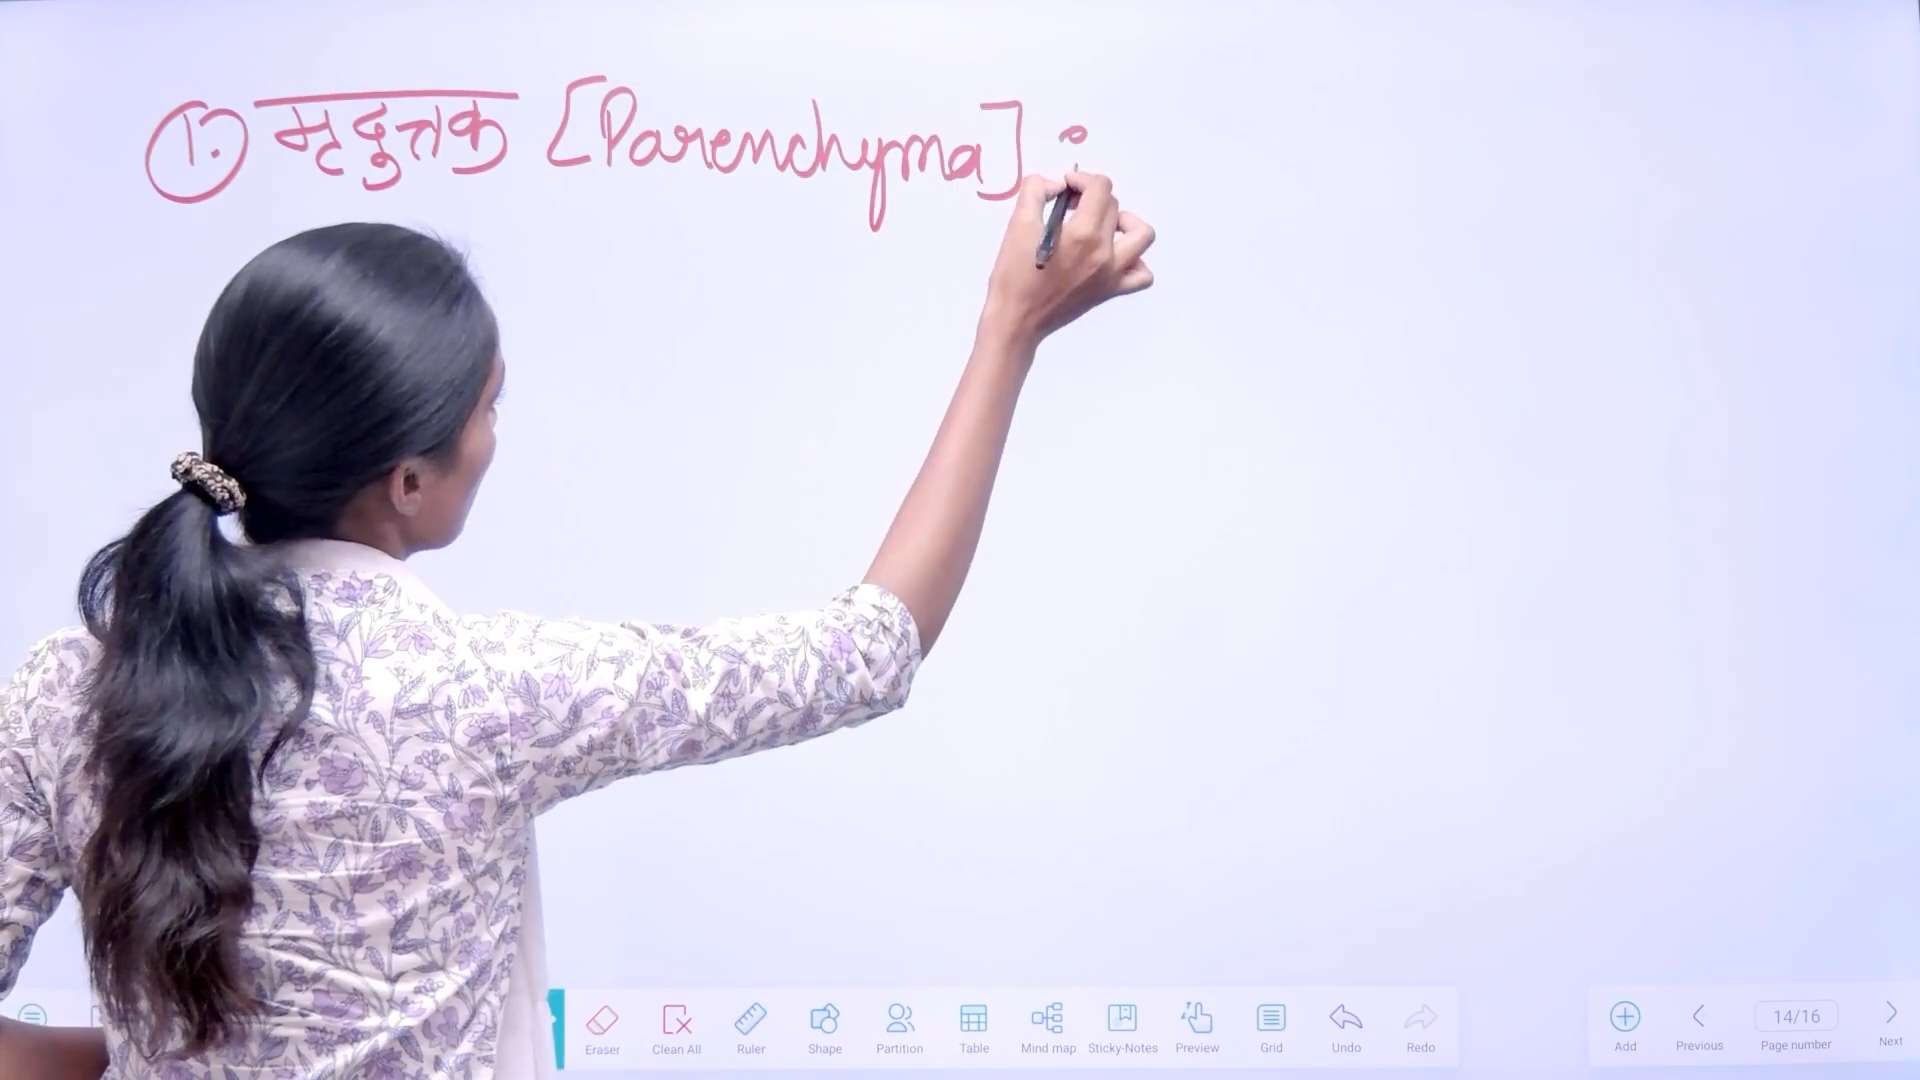 1. मृदुत्तक [Parenchyma] :
Eraser Clean All Ruler Shape Partition Table Mind map Sticky-Notes Preview Grid Undo Redo Add Previous 14/16 Page number Next